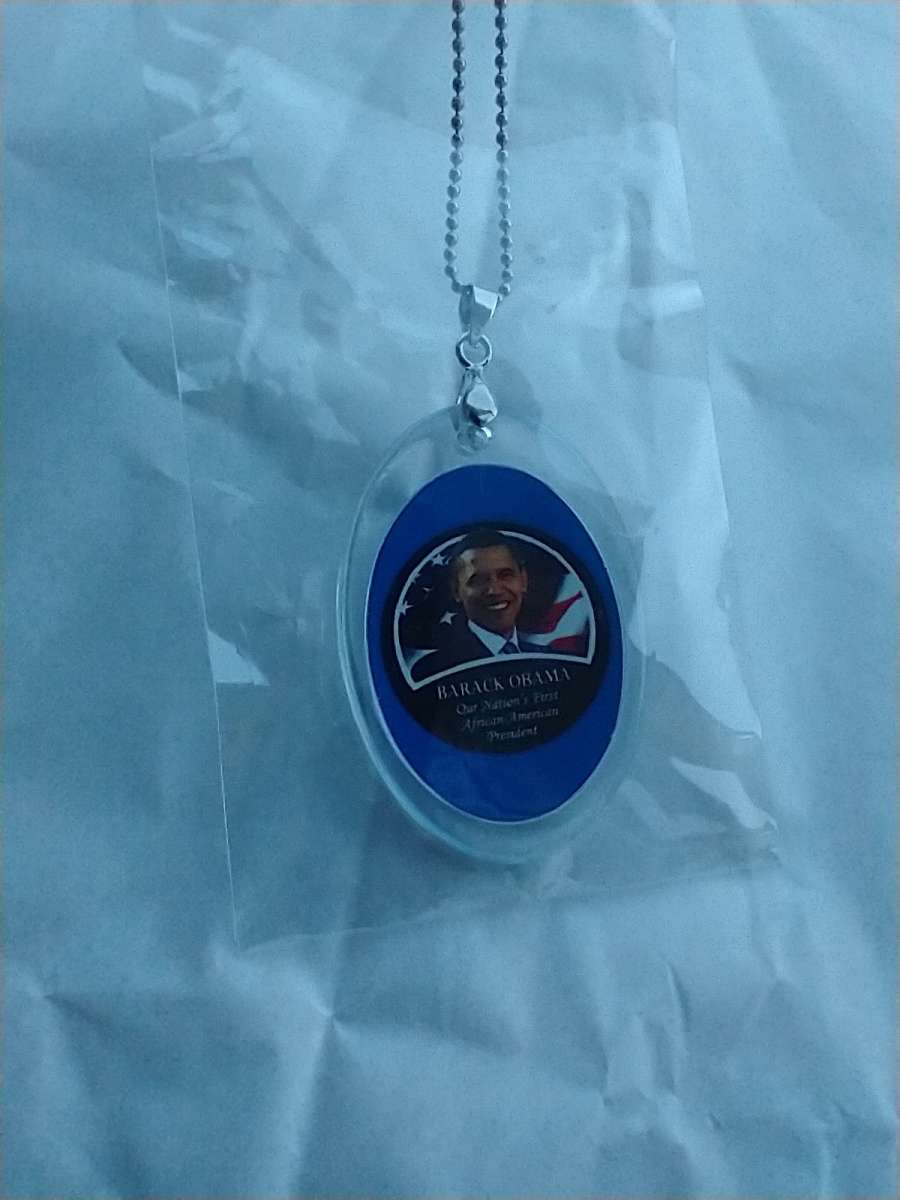 BARACK OBAMA
Our Nation's First
African-American
President